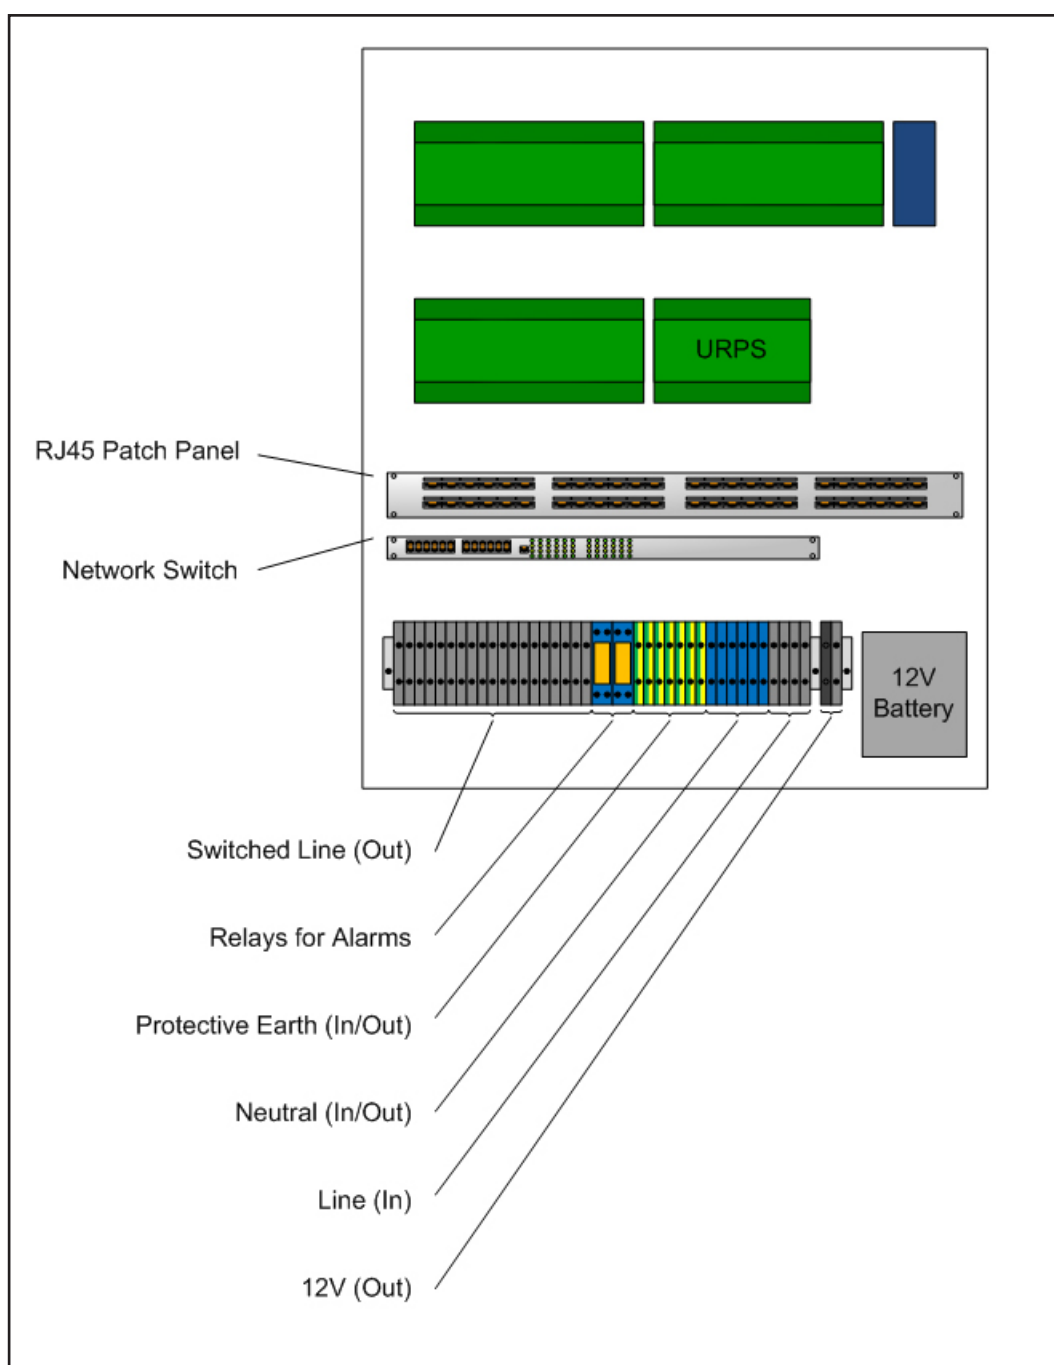 URPS
RJ45 Patch Panel
Network Switch
12V
Battery
Switched Line (Out)
Relays for Alarms
Protective Earth (In/Out)
Neutral (In/Out)
Line (In)
12V (Out)